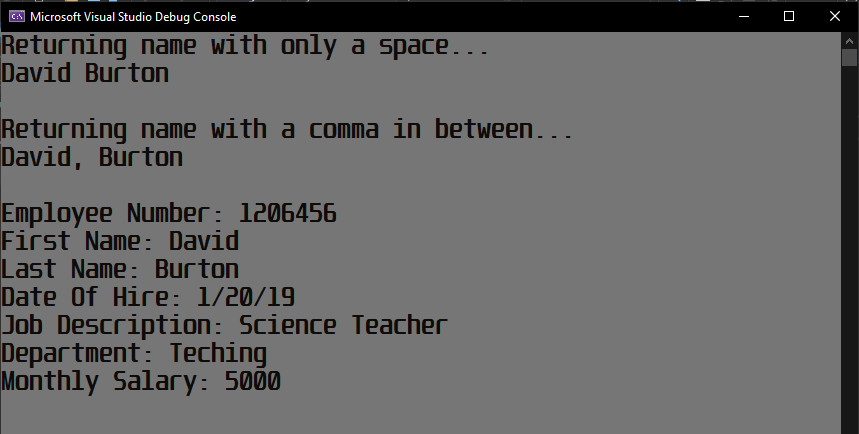 Microsoft Visual Studio Debug Console
Returning name with only a space...
David Burton
Returning name with a comma in between...
David, Burton
Employee Number: 1206456
First Name: David
Last Name: Burton
Date Of Hire: 1/20/19
Job Description: Science Teacher
Department: Teching
Monthly Salary: 5000